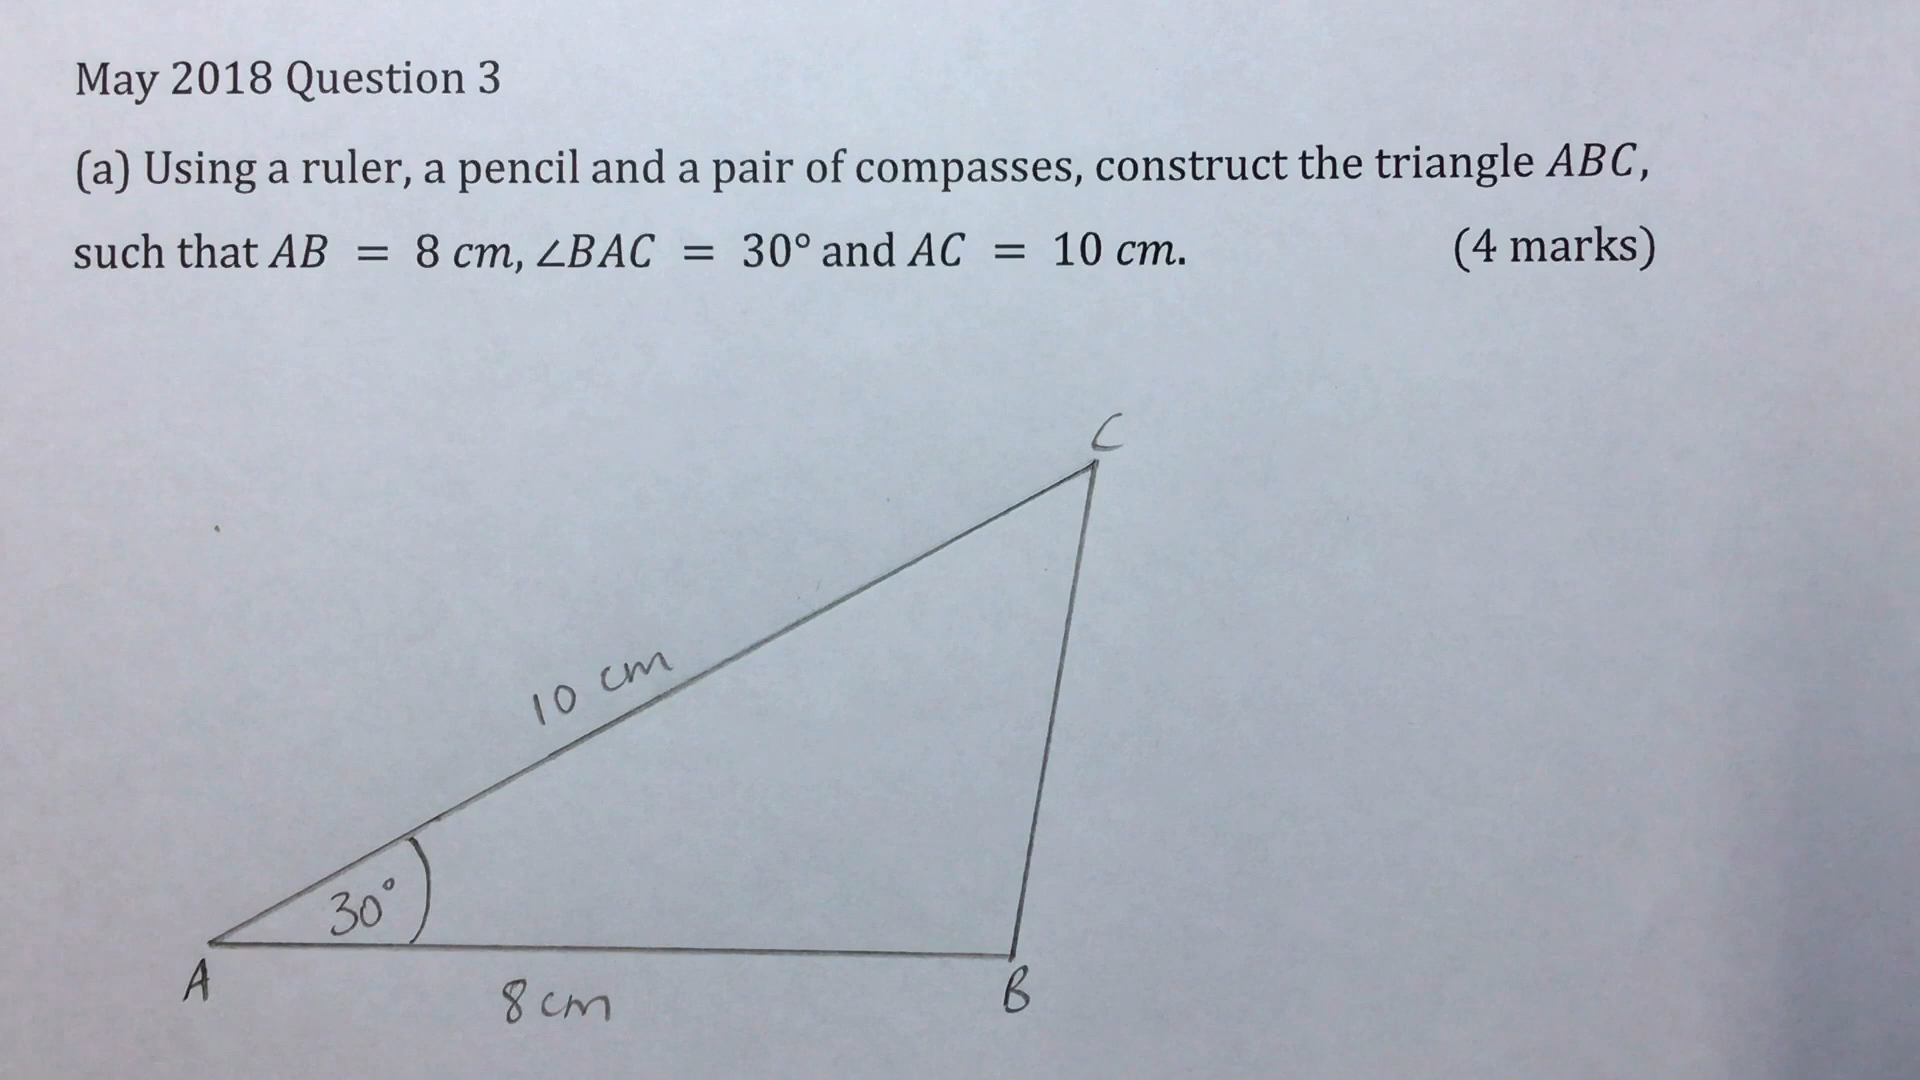 May 2018 Question 3
(a) Using a ruler, a pencil and a pair of compasses, construct the triangle ABC,
such that AB = 8 cm, ∠BAC = 30° and AC = 10 cm. (4 marks)
C
10 cm
30°
A
8 cm
B